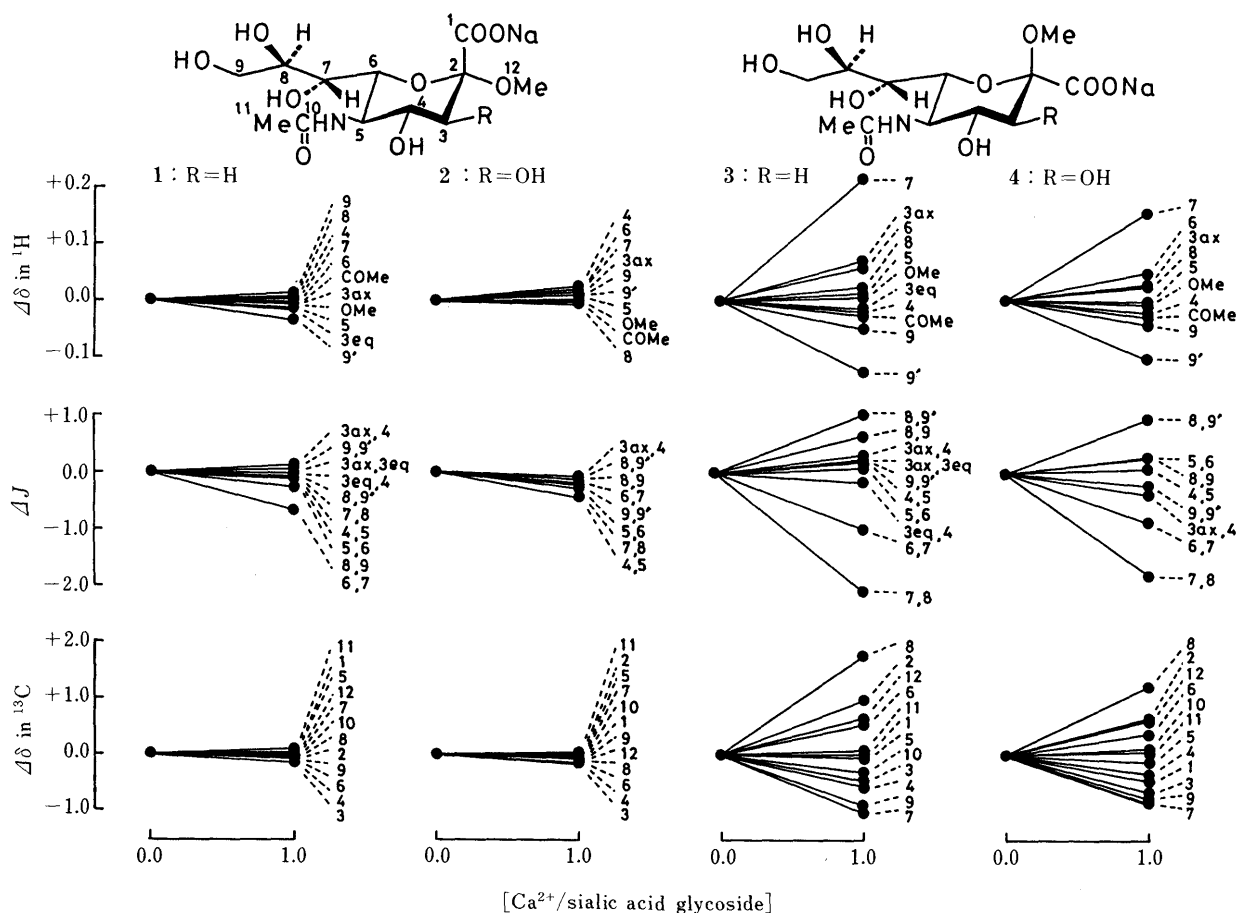 1 COONa
HO H
9 7 6 2 12
HO 8 O OMe
HO 4
11 10 H R
MeCHN 5 3
O OH
1 : R=H 2 : R=OH
HO H OMe
HO O
COONa
HO H
R
MeCHN
O OH
3 : R=H 4 : R=OH
Δδ in ¹H
+0.2
+0.1
0.0
−0.1
9
8
4
7
6
COMe
3ax
OMe
5
3eq
9′
4
6
7
3ax
9
9′
5
OMe
COMe
8
7
3ax
6
8
5
OMe
3eq
4
COMe
9
9′
7
6
3ax
8
5
OMe
4
COMe
9
9′
ΔJ
+1.0
0.0
−1.0
−2.0
3ax,4
9,9′
3ax,3eq
3eq,4
8,9′
7,8
4,5
5,6
8,9
6,7
3ax,4
8,9′
8,9
6,7
9,9′
5,6
7,8
4,5
8,9′
8,9
3ax,4
3ax,3eq
9,9′
4,5
5,6
3eq,4
6,7
7,8
8,9′
5,6
8,9
4,5
9,9′
3ax,4
6,7
7,8
Δδ in ¹³C
+2.0
+1.0
0.0
−1.0
11
1
5
12
7
10
8
2
9
6
4
3
11
2
5
7
10
1
9
12
8
6
4
3
8
2
12
6
11
1
5
10
3
4
9
7
8
2
12
6
10
11
5
4
1
3
9
7
0.0 1.0 0.0 1.0 0.0 1.0 0.0 1.0
[Ca²⁺/sialic acid glycoside]